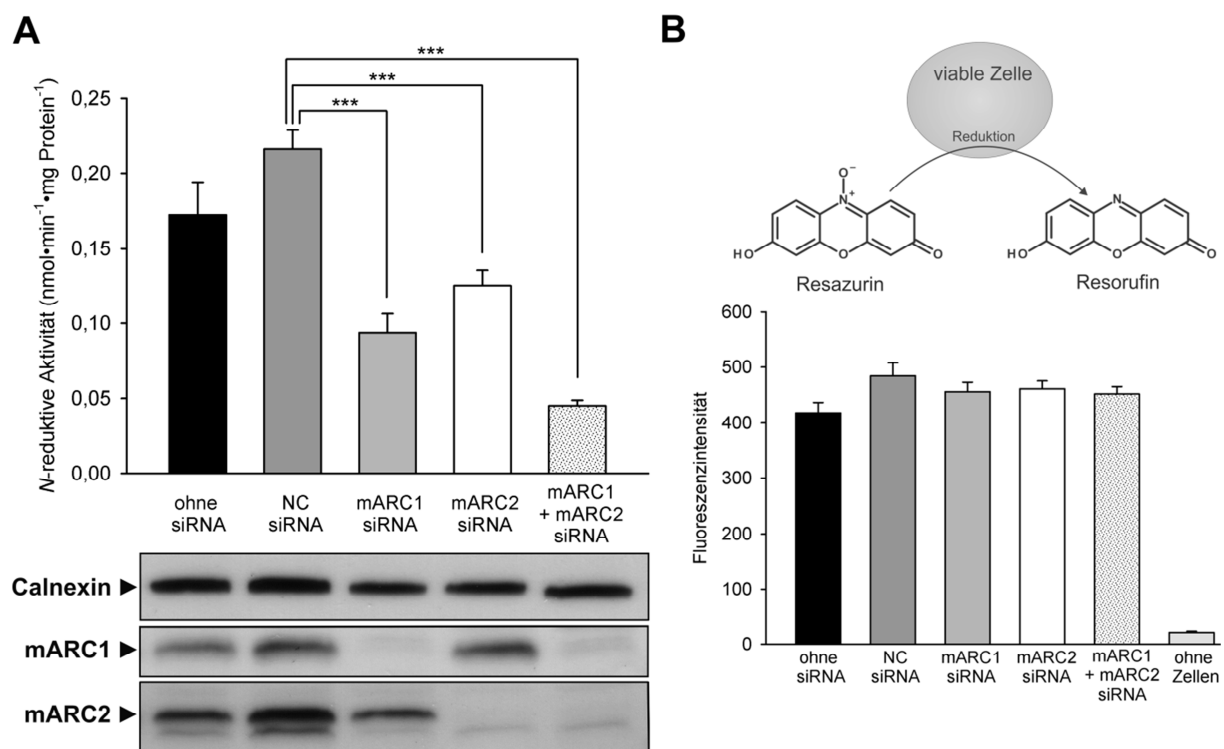 A
N-reduktive Aktivität (nmol•min⁻¹•mg Protein⁻¹)
***
***
***
0,25
0,20
0,15
0,10
0,05
0,00
ohne
siRNA
NC
siRNA
mARC1
siRNA
mARC2
siRNA
mARC1
+ mARC2
siRNA
Calnexin
mARC1
mARC2
B
viable Zelle
Reduktion
O⁻
N⁺
HO
O
O
Resazurin
N
HO
O
O
Resorufin
Fluoreszenzintensität
600
500
400
300
200
100
0
ohne
siRNA
NC
siRNA
mARC1
siRNA
mARC2
siRNA
mARC1
+ mARC2
siRNA
ohne
Zellen